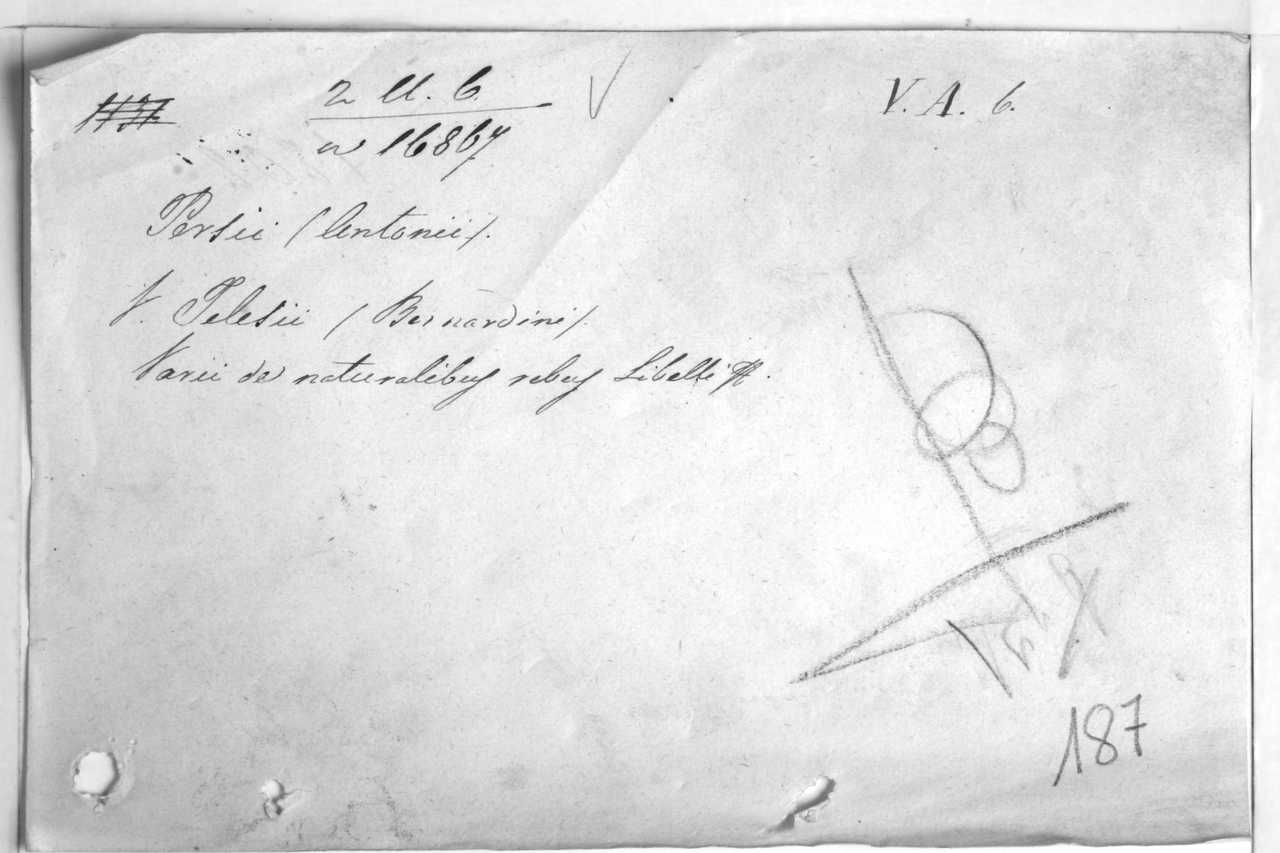 2 U. 6. V V. A. 6.
16867
Persii (Antonii).
V. Telesii (Bernardini).
Varii de naturalibus rebus Libelli
187